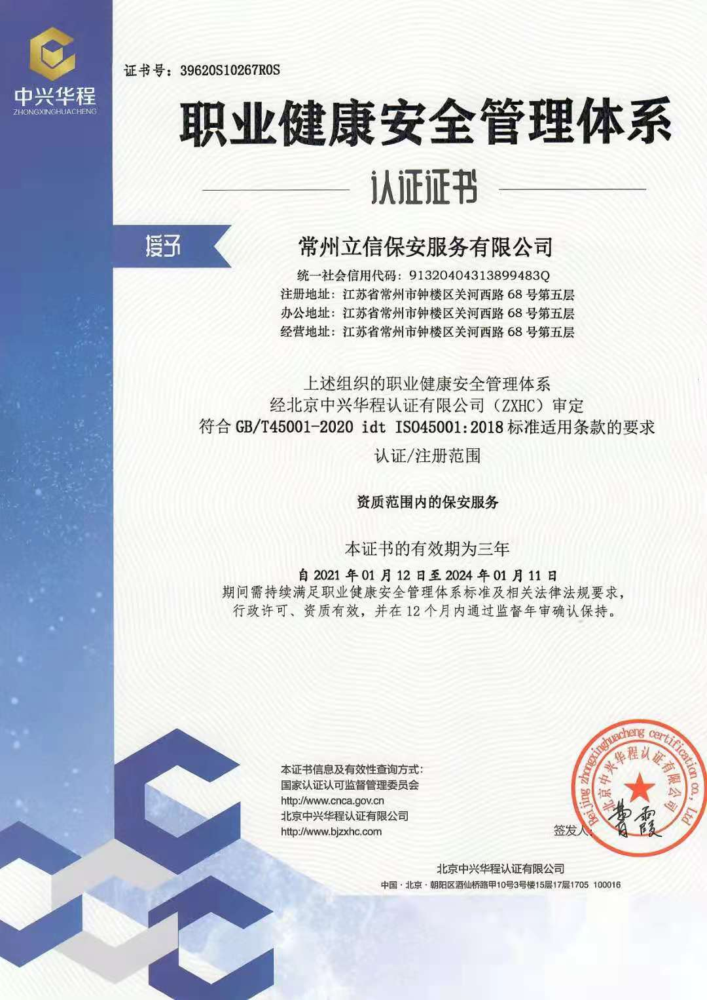 中兴华程
ZHONGXINGHUACHENG
证书号：39620S10267R0S
职业健康安全管理体系
认证证书
授予
常州立信保安服务有限公司
统一社会信用代码：91320404313899483Q
注册地址：江苏省常州市钟楼区关河西路 68 号第五层
办公地址：江苏省常州市钟楼区关河西路 68 号第五层
经营地址：江苏省常州市钟楼区关河西路 68 号第五层
上述组织的职业健康安全管理体系
经北京中兴华程认证有限公司（ZXHC）审定
符合 GB/T45001-2020 idt ISO45001:2018 标准适用条款的要求
认证/注册范围
资质范围内的保安服务
本证书的有效期为三年
自 2021 年 01 月 12 日至 2024 年 01 月 11 日
期间需持续满足职业健康安全管理体系标准及相关法律法规要求，
行政许可、资质有效，并在 12 个月内通过监督年审确认保持。
本证书信息及有效性查询方式：
国家认证认可监督管理委员会
http://www.cnca.gov.cn
北京中兴华程认证有限公司
http://www.bjzxhc.com
Beijing zhongxinghuacheng certification co., Ltd
北京中兴华程认证有限公司
签发人：
北京中兴华程认证有限公司
中国·北京·朝阳区酒仙桥路甲10号3号楼15层17层1705 100016